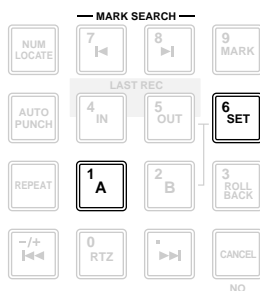 MARK SEARCH
NUM LOCATE
7
8
9 MARK
LAST REC
AUTO PUNCH
4 IN
5 OUT
6 SET
REPEAT
1 A
2 B
3 ROLL BACK
−/+
0 RTZ
CANCEL
NO